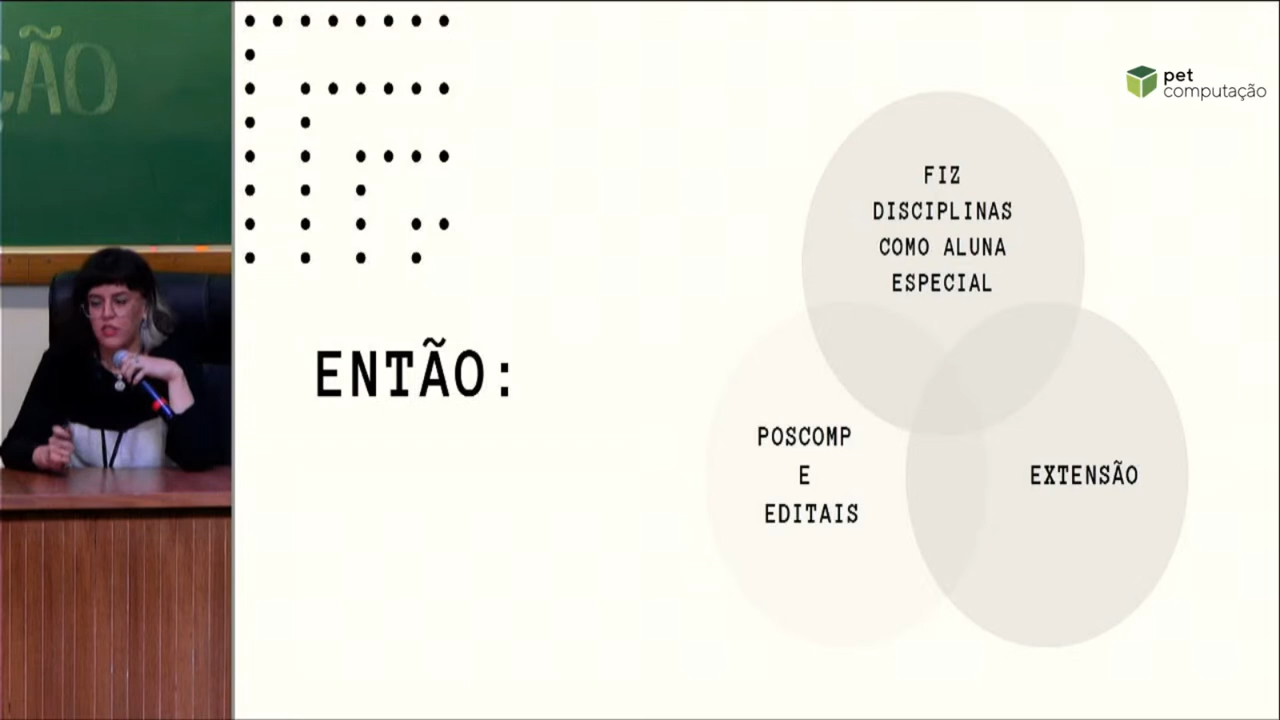 ÇÃO
pet
computação
FIZ
DISCIPLINAS
COMO ALUNA
ESPECIAL
ENTÃO:
POSCOMP
E
EDITAIS
EXTENSÃO